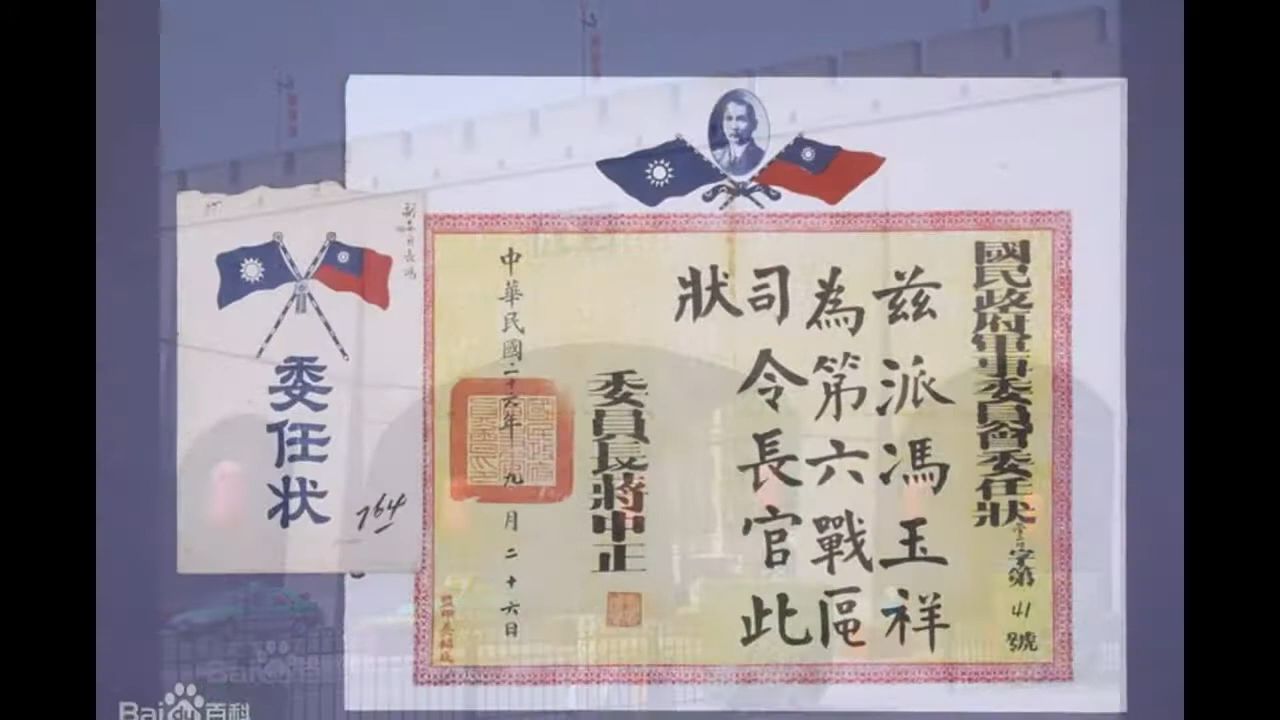 國民政府軍事委員會委任狀
字第41號
茲派馮玉祥
為第六戰區
司令長官此
狀
委員長蔣中正
中華民國二十六年九月二十六日
委任状
764
Baidu百科